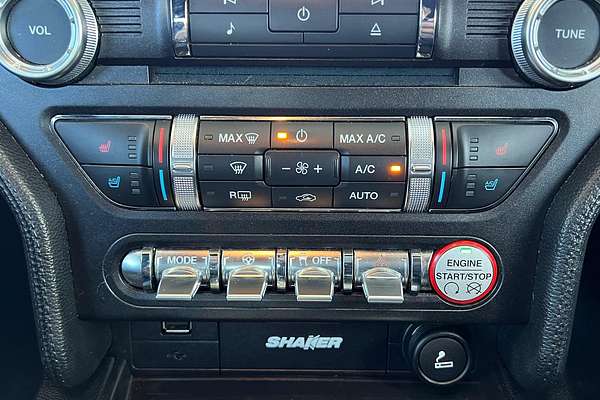 VOL
TUNE
MAX
MAX A/C
A/C
R
AUTO
MODE
OFF
ENGINE
START/STOP
SHAKER